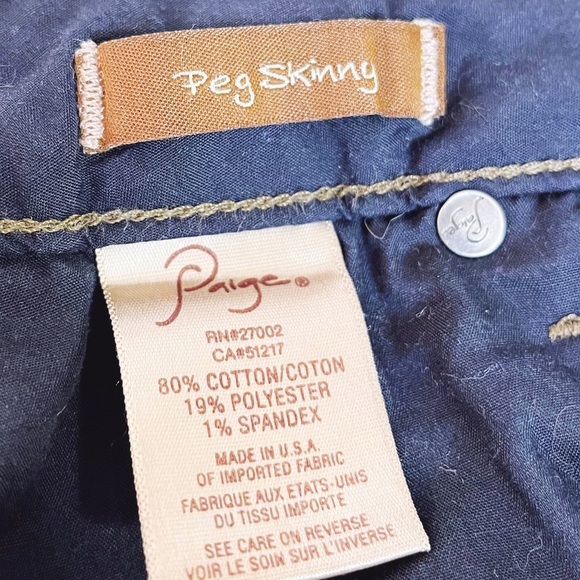 Peg Skinny
Paige
Paige®
RN#27002
CA#51217
80% COTTON/COTON
19% POLYESTER
1% SPANDEX
MADE IN U.S.A.
OF IMPORTED FABRIC
FABRIQUE AUX ETATS-UNIS
DU TISSU IMPORTE
SEE CARE ON REVERSE
VOIR LE SOIN SUR L'INVERSE